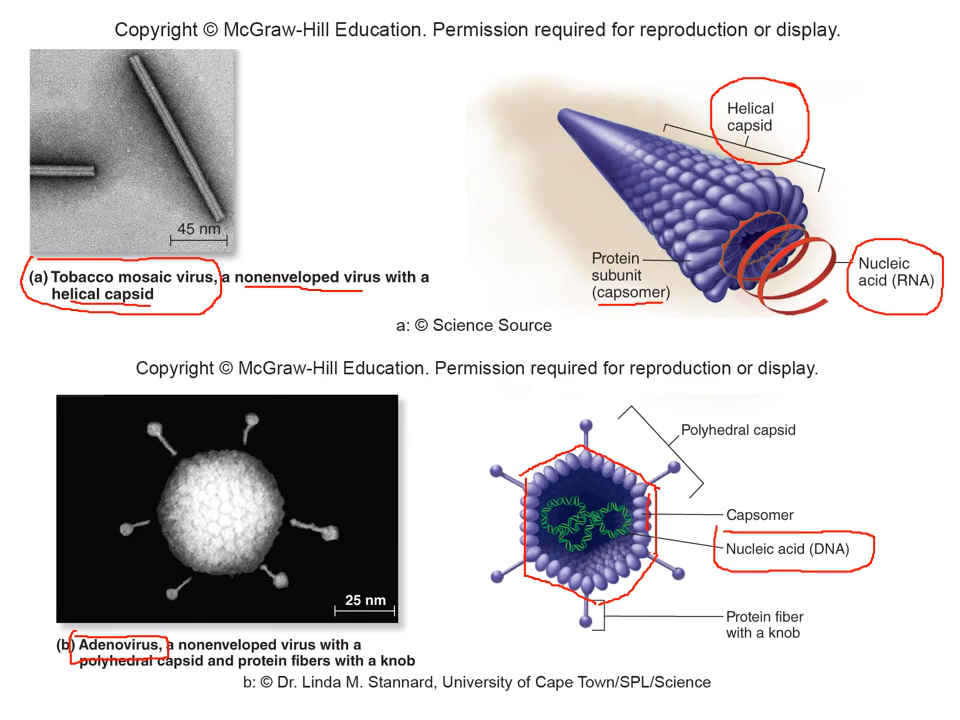 Copyright © McGraw-Hill Education. Permission required for reproduction or display.
45 nm
(a) Tobacco mosaic virus, a nonenveloped virus with a
helical capsid
Helical
capsid
Protein
subunit
(capsomer)
Nucleic
acid (RNA)
a: © Science Source
Copyright © McGraw-Hill Education. Permission required for reproduction or display.
25 nm
(b) Adenovirus, a nonenveloped virus with a
polyhedral capsid and protein fibers with a knob
Polyhedral capsid
Capsomer
Nucleic acid (DNA)
Protein fiber
with a knob
b: © Dr. Linda M. Stannard, University of Cape Town/SPL/Science